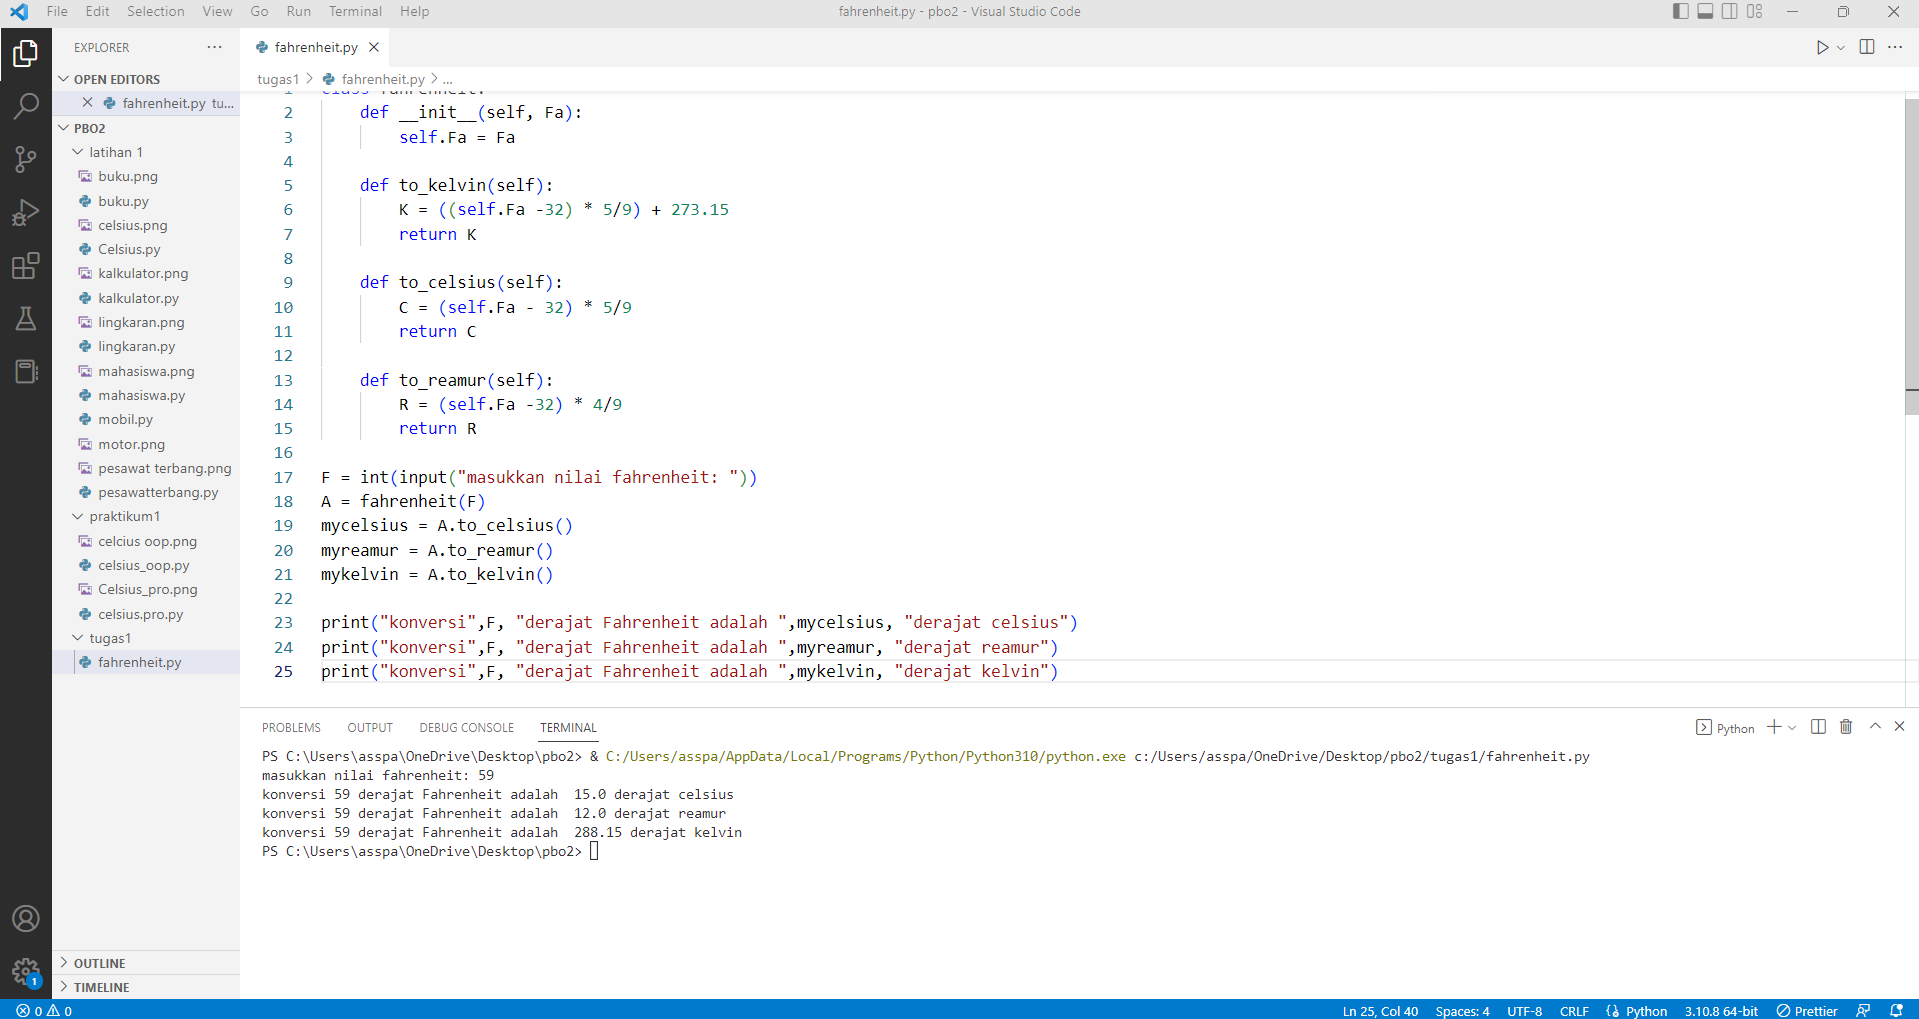 File Edit Selection View Go Run Terminal Help fahrenheit.py - pbo2 - Visual Studio Code
EXPLORER
OPEN EDITORS
fahrenheit.py tu...
PBO2
latihan 1
buku.png
buku.py
celsius.png
Celsius.py
kalkulator.png
kalkulator.py
lingkaran.png
lingkaran.py
mahasiswa.png
mahasiswa.py
mobil.py
motor.png
pesawat terbang.png
pesawatterbang.py
praktikum1
celcius oop.png
celsius_oop.py
Celsius_pro.png
celsius.pro.py
tugas1
fahrenheit.py
OUTLINE
TIMELINE
fahrenheit.py
tugas1 > fahrenheit.py > ...
1 class fahrenheit:
2 def __init__(self, Fa):
3 self.Fa = Fa
4
5 def to_kelvin(self):
6 K = ((self.Fa -32) * 5/9) + 273.15
7 return K
8
9 def to_celsius(self):
10 C = (self.Fa - 32) * 5/9
11 return C
12
13 def to_reamur(self):
14 R = (self.Fa -32) * 4/9
15 return R
16
17 F = int(input("masukkan nilai fahrenheit: "))
18 A = fahrenheit(F)
19 mycelsius = A.to_celsius()
20 myreamur = A.to_reamur()
21 mykelvin = A.to_kelvin()
22
23 print("konversi",F, "derajat Fahrenheit adalah ",mycelsius, "derajat celsius")
24 print("konversi",F, "derajat Fahrenheit adalah ",myreamur, "derajat reamur")
25 print("konversi",F, "derajat Fahrenheit adalah ",mykelvin, "derajat kelvin")
PROBLEMS OUTPUT DEBUG CONSOLE TERMINAL Python
PS C:\Users\asspa\OneDrive\Desktop\pbo2> & C:/Users/asspa/AppData/Local/Programs/Python/Python310/python.exe c:/Users/asspa/OneDrive/Desktop/pbo2/tugas1/fahrenheit.py
masukkan nilai fahrenheit: 59
konversi 59 derajat Fahrenheit adalah  15.0 derajat celsius
konversi 59 derajat Fahrenheit adalah  12.0 derajat reamur
konversi 59 derajat Fahrenheit adalah  288.15 derajat kelvin
PS C:\Users\asspa\OneDrive\Desktop\pbo2>
1
0 0 Ln 25, Col 40 Spaces: 4 UTF-8 CRLF Python 3.10.8 64-bit Prettier